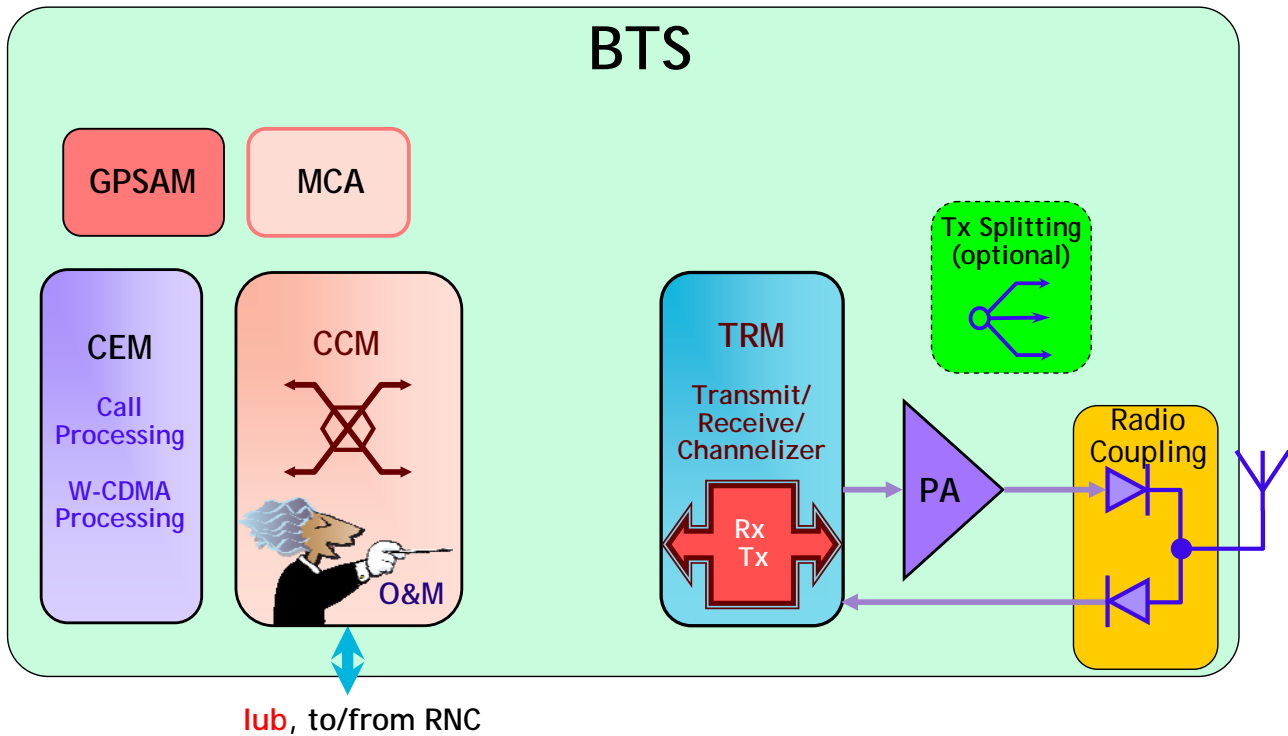 BTS
GPSAM
MCA
Tx Splitting
(optional)
CEM
Call
Processing
W-CDMA
Processing
CCM
O&M
TRM
Transmit/
Receive/
Channelizer
Rx
Tx
PA
Radio
Coupling
Iub, to/from RNC